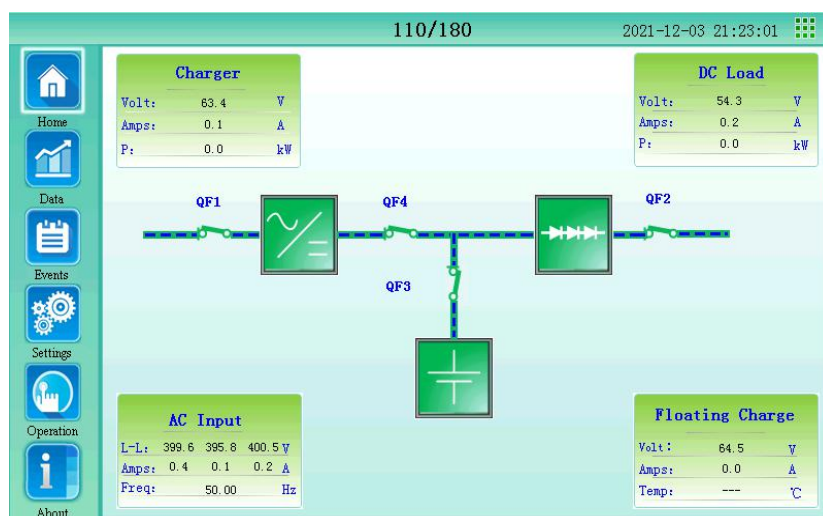 110/180
2021-12-03 21:23:01
Home
Data
Events
Settings
Operation
About
Charger
Volt: 63.4 V
Amps: 0.1 A
P: 0.0 kW
DC Load
Volt: 54.3 V
Amps: 0.2 A
P: 0.0 kW
QF1
QF4
QF2
QF3
AC Input
L-L: 399.6 395.8 400.5 V
Amps: 0.4 0.1 0.2 A
Freq: 50.00 Hz
Floating Charge
Volt: 64.5 V
Amps: 0.0 A
Temp: --- ℃